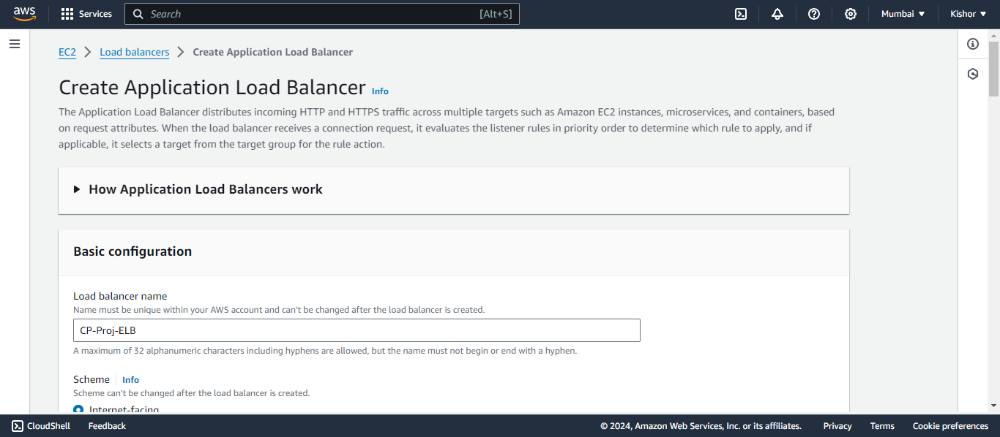 aws Services Search [Alt+S] Mumbai Kishor
EC2 Load balancers Create Application Load Balancer
Create Application Load Balancer Info
The Application Load Balancer distributes incoming HTTP and HTTPS traffic across multiple targets such as Amazon EC2 instances, microservices, and containers, based
on request attributes. When the load balancer receives a connection request, it evaluates the listener rules in priority order to determine which rule to apply, and if
applicable, it selects a target from the target group for the rule action.
How Application Load Balancers work
Basic configuration
Load balancer name
Name must be unique within your AWS account and can't be changed after the load balancer is created.
CP-Proj-ELB
A maximum of 32 alphanumeric characters including hyphens are allowed, but the name must not begin or end with a hyphen.
Scheme Info
Scheme can't be changed after the load balancer is created.
Internet-facing
CloudShell Feedback © 2024, Amazon Web Services, Inc. or its affiliates. Privacy Terms Cookie preferences